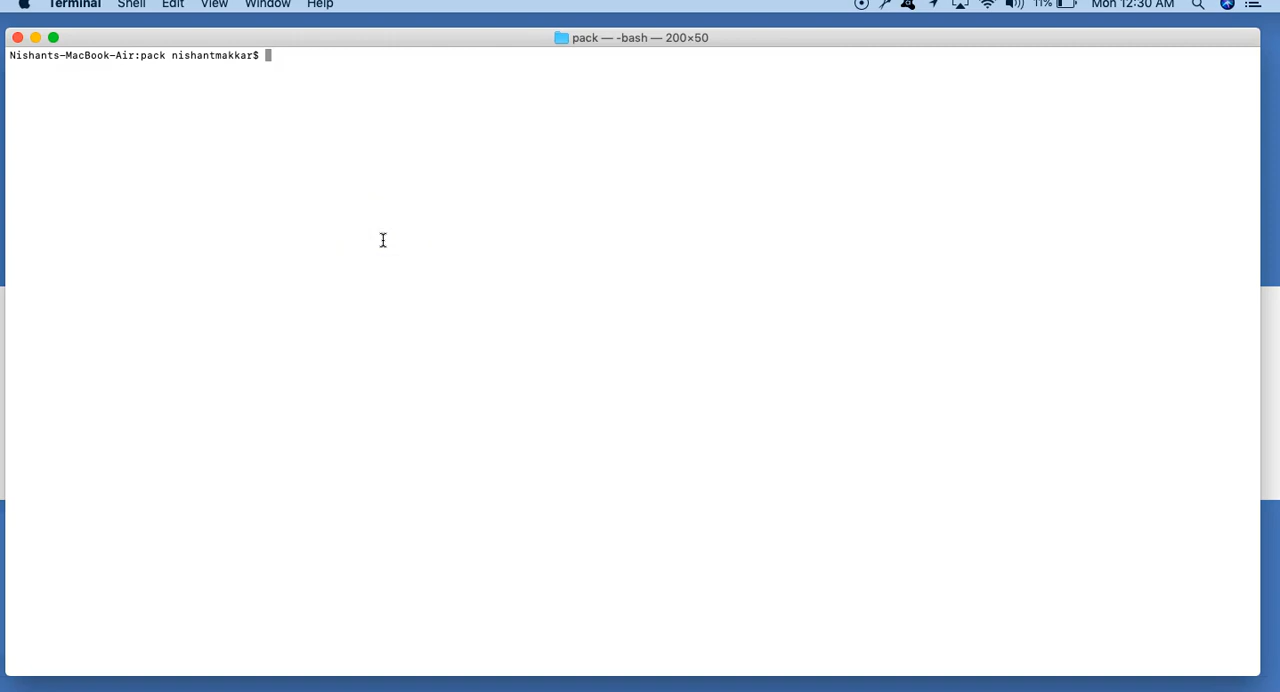 Terminal Shell Edit View Window Help 11% Mon 12:30 AM
pack — -bash — 200×50
Nishants-MacBook-Air:pack nishantmakkar$